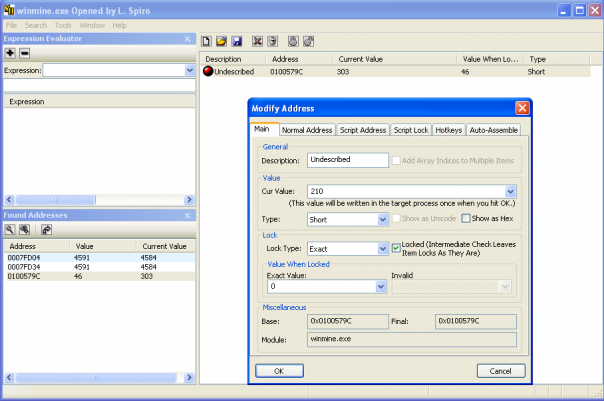 winmine.exe Opened by L. Spiro
File Search Tools Window Help
Expression Evaluator
Expression:
Expression
Found Addresses
Address Value Current Value
0007FD04 4591 4584
0007FD34 4591 4584
0100579C 46 303
Description Address Current Value Value When Lo... Type
Undescribed 0100579C 303 46 Short
Modify Address
Main Normal Address Script Address Script Lock Hotkeys Auto-Assemble
General
Description: Undescribed Add Array Indices to Multiple Items
Value
Cur Value: 210
(This value will be written in the target process once when you hit OK.)
Type: Short Show as Unicode Show as Hex
Lock
Lock Type: Exact Locked (Intermediate Check Leaves
Item Locks As They Are)
Value When Locked
Exact Value: Invalid
0
Miscellaneous
Base: 0x0100579C Final: 0x0100579C
Module: winmine.exe
OK Cancel